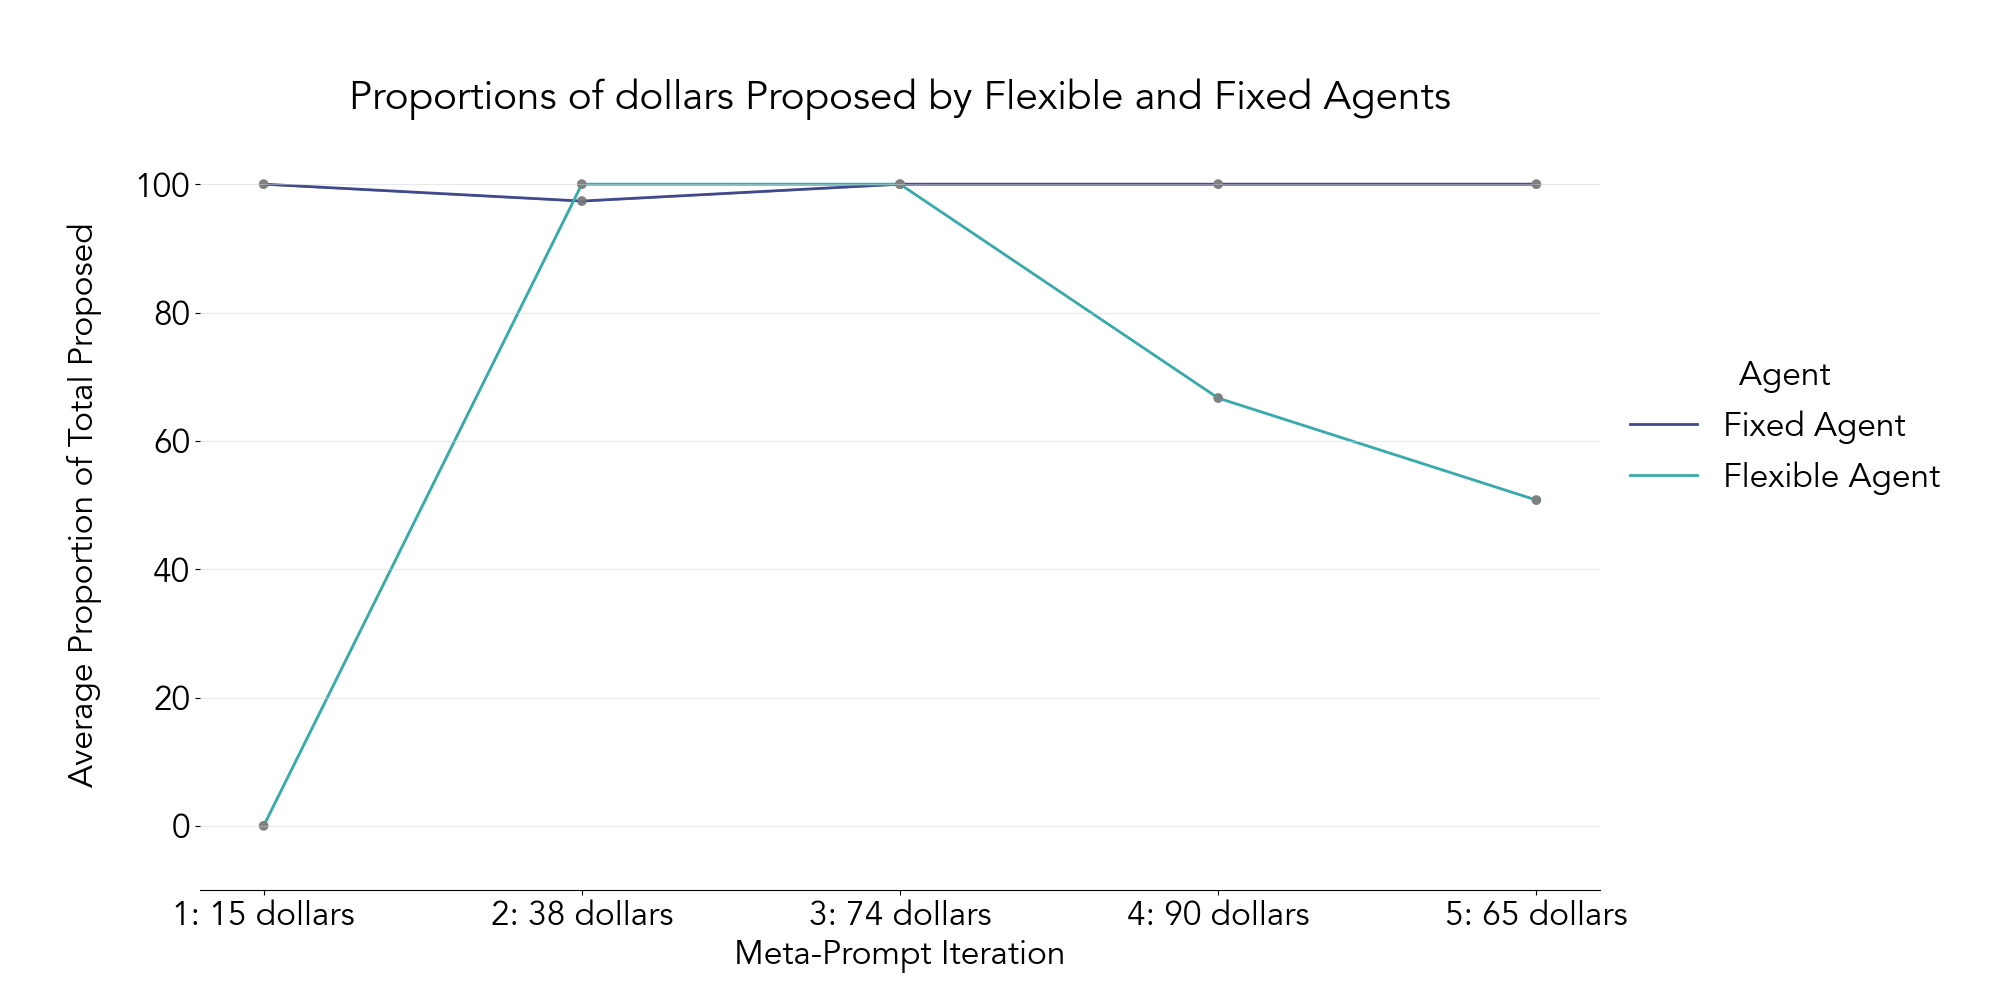 Proportions of dollars Proposed by Flexible and Fixed Agents
Average Proportion of Total Proposed
100
80
60
40
20
0
1: 15 dollars
2: 38 dollars
3: 74 dollars
4: 90 dollars
5: 65 dollars
Meta-Prompt Iteration
Agent
Fixed Agent
Flexible Agent